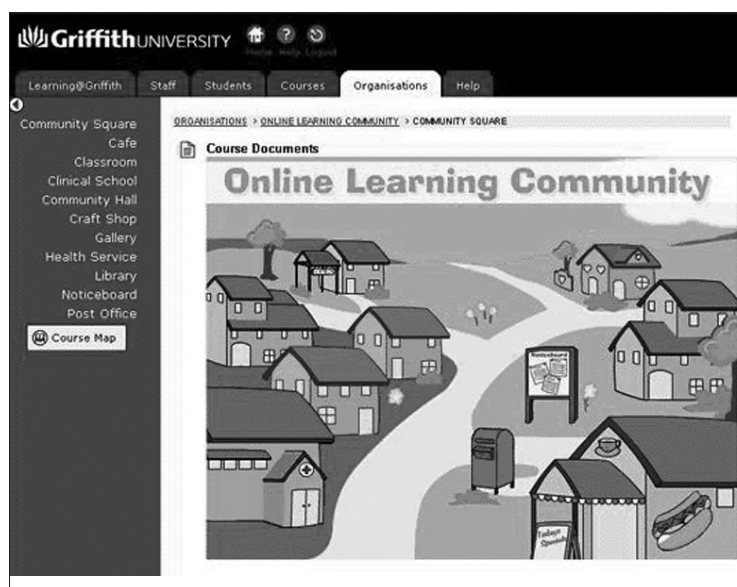 Griffith UNIVERSITY
Home Help Logout
Learning@Griffith Staff Students Courses Organisations Help
ORGANISATIONS > ONLINE LEARNING COMMUNITY > COMMUNITY SQUARE
Community Square
Cafe
Classroom
Clinical School
Community Hall
Craft Shop
Gallery
Health Service
Library
Noticeboard
Post Office
Course Map
Course Documents
Online Learning Community
Noticeboard
Todays
Specials